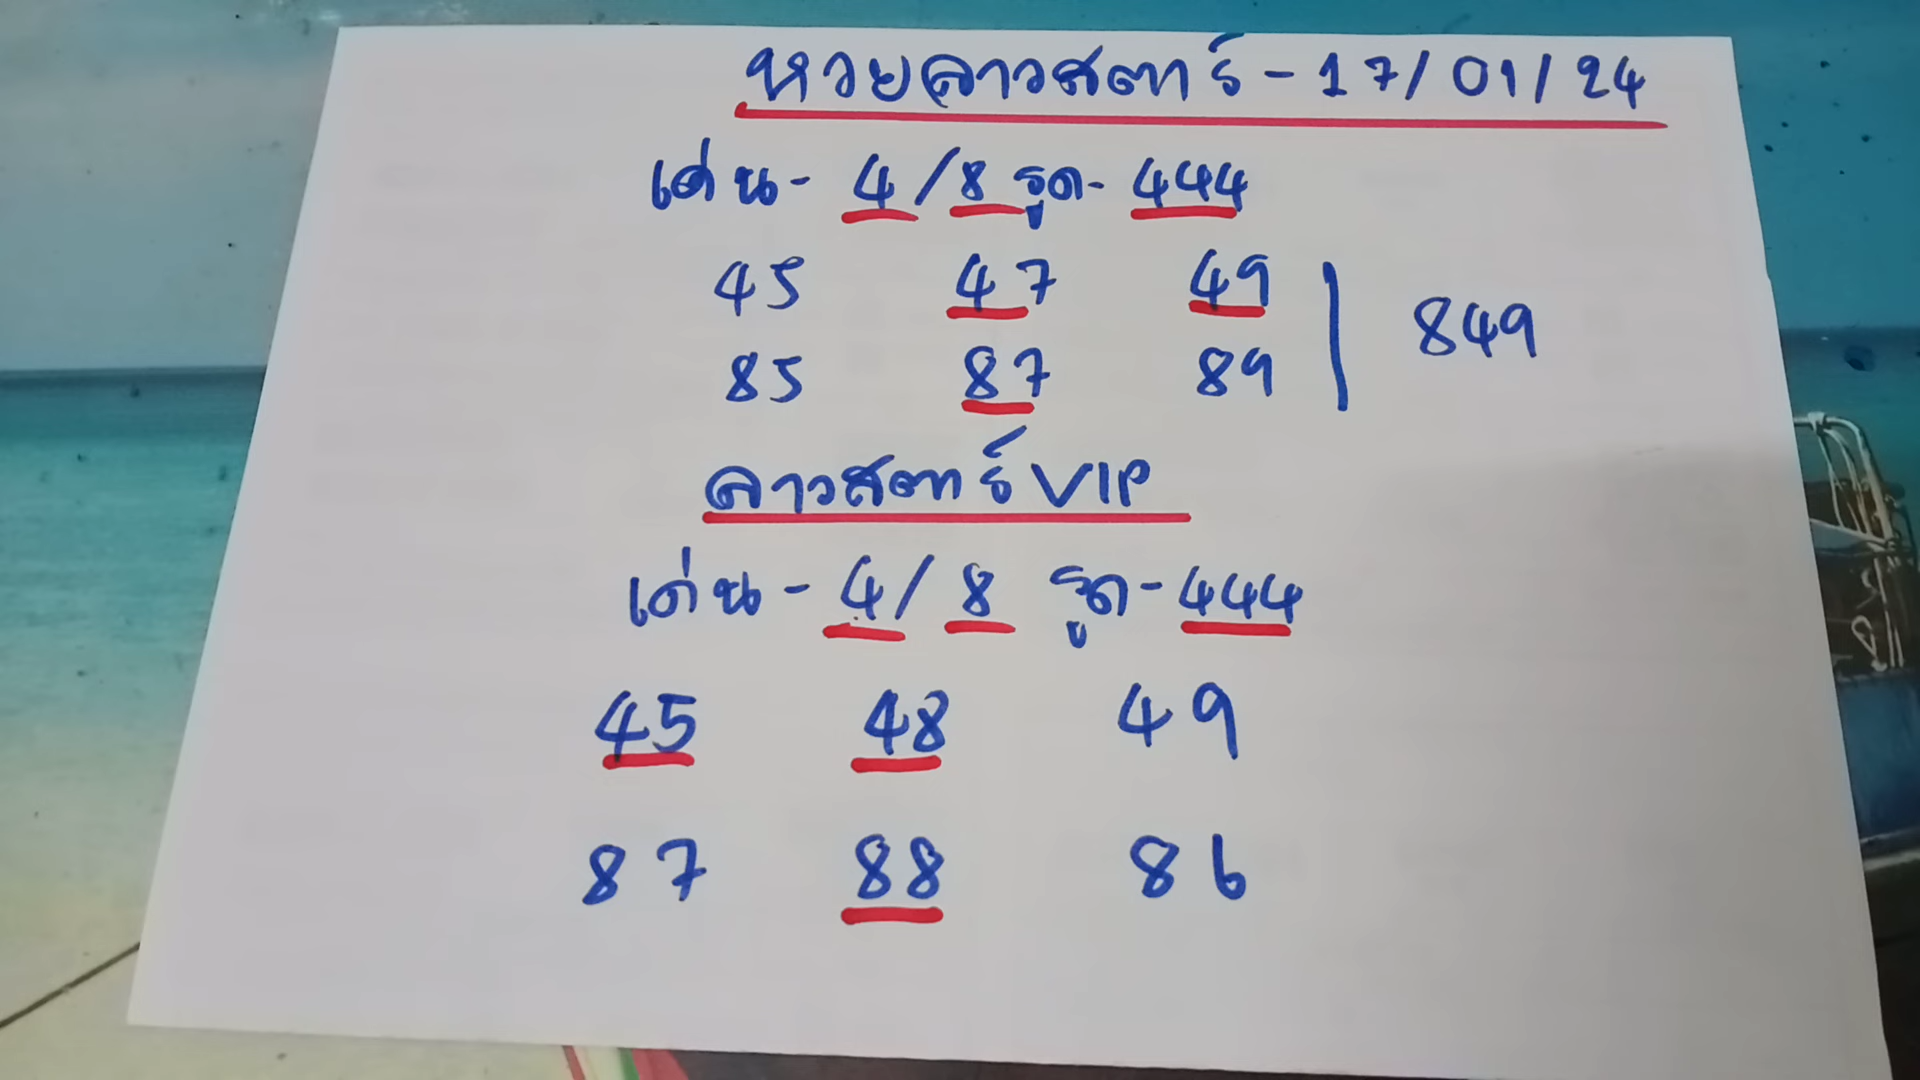 หวยลาวสตาร์-17/01/24
เด่น- 4/8 รูด- 444
45 47 49
85 87 89
849
ลาวสตาร์ VIP
เด่น - 4/8 รูด-444
45 48 49
87 88 86